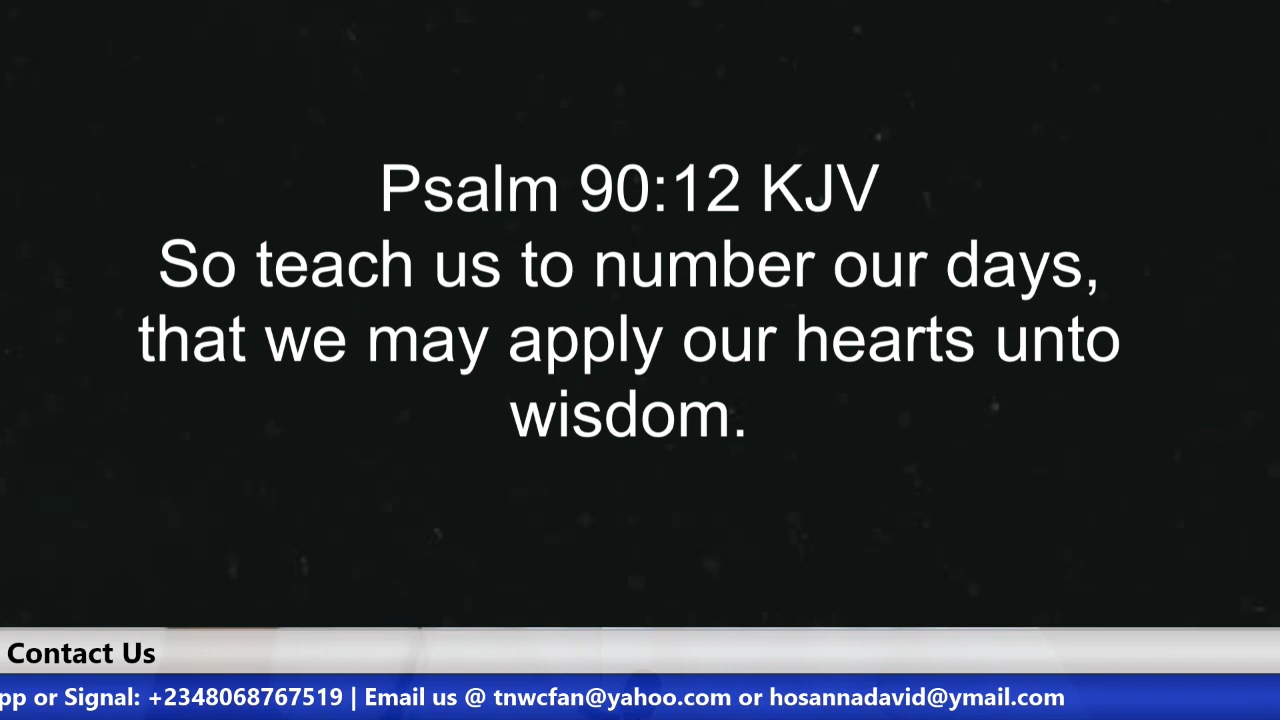 Psalm 90:12 KJV
So teach us to number our days,
that we may apply our hearts unto
wisdom.
Contact Us
pp or Signal: +2348068767519 | Email us @ tnwcfan@yahoo.com or hosannadavid@ymail.com